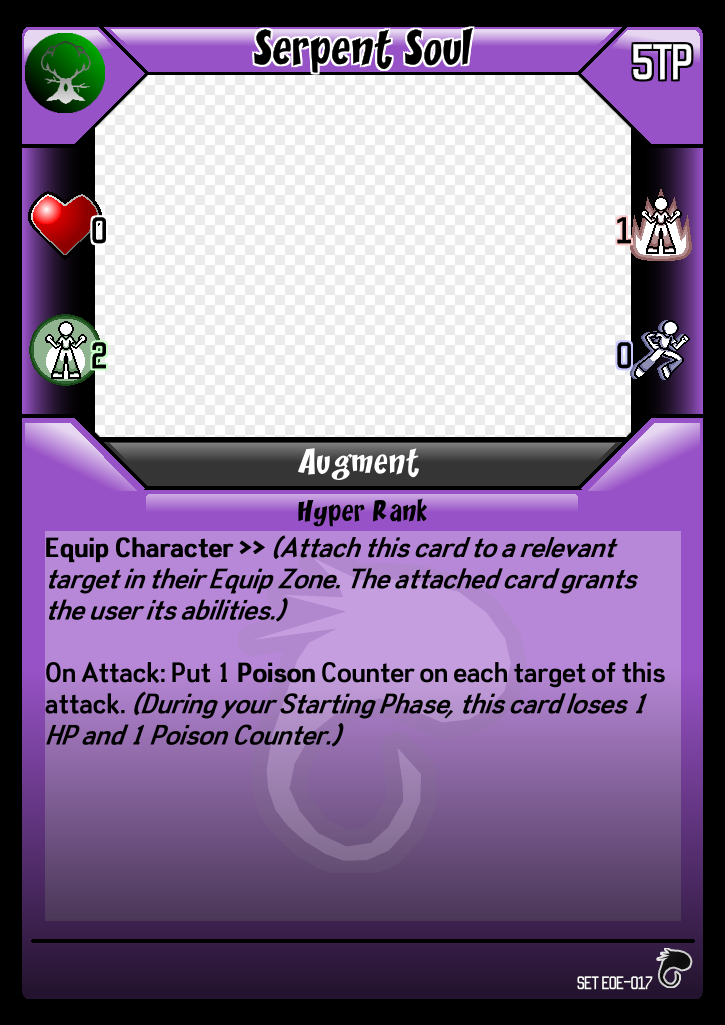 Serpent Soul
5TP
0
1
2
0
Augment
Hyper Rank
Equip Character >> (Attach this card to a relevant
target in their Equip Zone. The attached card grants
the user its abilities.)
On Attack: Put 1 Poison Counter on each target of this
attack. (During your Starting Phase, this card loses 1
HP and 1 Poison Counter.)
SET EOE-017